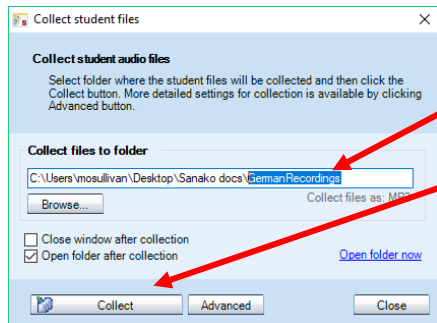 Collect student files
Collect student audio files
Select folder where the student files will be collected and then click the
Collect button. More detailed settings for collection is available by clicking
Advanced button.
Collect files to folder
C:\Users\mosullivan\Desktop\Sanako docs\GermanRecordings
Browse...
Collect files as: MP3
Close window after collection
Open folder after collection
Open folder now
Collect
Advanced
Close